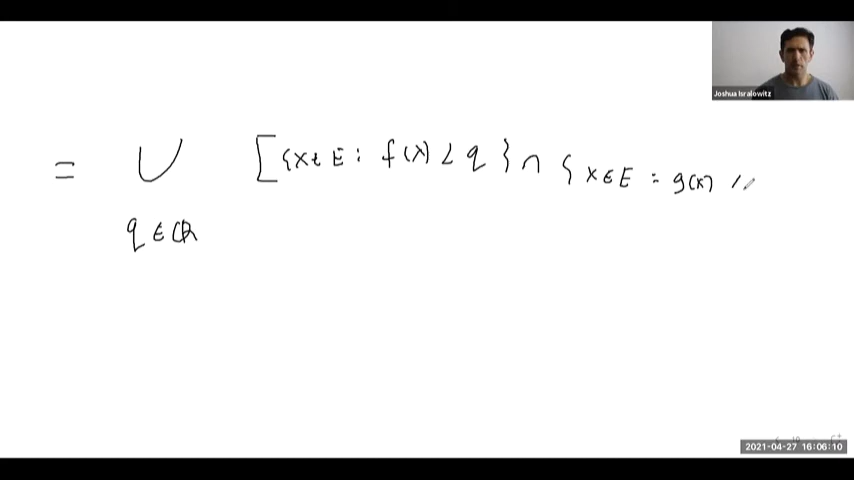 Joshua Isralowitz
= ∪ [{x∈E: f(x) < q} ∩ {x∈E: g(x)
q∈ℚ
2021-04-27 16:06:10